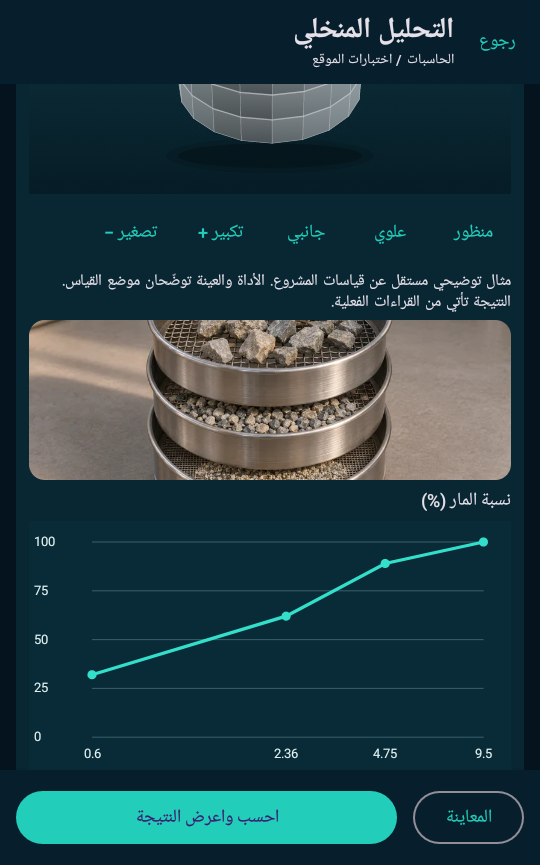 رجوع
التحليل المنخلي
الحاسبات / اختبارات الموقع
منظور
علوي
جانبي
تكبير +
تصغير −
مثال توضيحي مستقل عن قياسات المشروع. الأداة والعينة توضّحان موضع القياس.
النتيجة تأتي من القراءات الفعلية.
نسبة المار (%)
100
75
50
25
0
0.6
2.36
4.75
9.5
المعاينة
احسب واعرض النتيجة